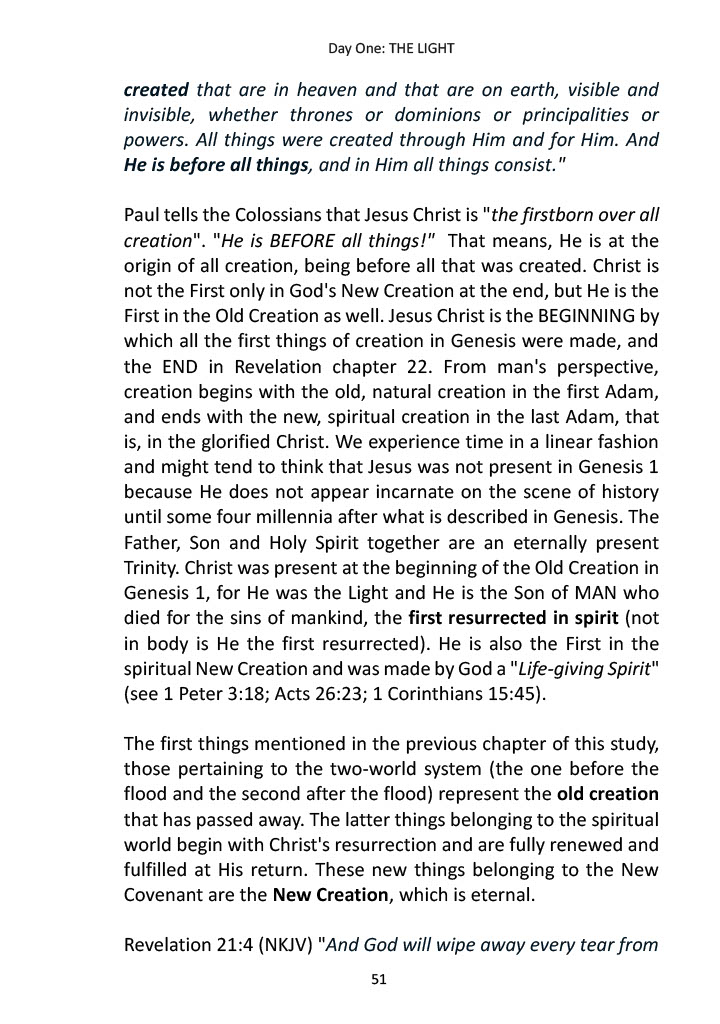 Day One: THE LIGHT
created that are in heaven and that are on earth, visible and
invisible, whether thrones or dominions or principalities or
powers. All things were created through Him and for Him. And
He is before all things, and in Him all things consist."
Paul tells the Colossians that Jesus Christ is "the firstborn over all
creation". "He is BEFORE all things!" That means, He is at the
origin of all creation, being before all that was created. Christ is
not the First only in God's New Creation at the end, but He is the
First in the Old Creation as well. Jesus Christ is the BEGINNING by
which all the first things of creation in Genesis were made, and
the END in Revelation chapter 22. From man's perspective,
creation begins with the old, natural creation in the first Adam,
and ends with the new, spiritual creation in the last Adam, that
is, in the glorified Christ. We experience time in a linear fashion
and might tend to think that Jesus was not present in Genesis 1
because He does not appear incarnate on the scene of history
until some four millennia after what is described in Genesis. The
Father, Son and Holy Spirit together are an eternally present
Trinity. Christ was present at the beginning of the Old Creation in
Genesis 1, for He was the Light and He is the Son of MAN who
died for the sins of mankind, the first resurrected in spirit (not
in body is He the first resurrected). He is also the First in the
spiritual New Creation and was made by God a "Life-giving Spirit"
(see 1 Peter 3:18; Acts 26:23; 1 Corinthians 15:45).
The first things mentioned in the previous chapter of this study,
those pertaining to the two-world system (the one before the
flood and the second after the flood) represent the old creation
that has passed away. The latter things belonging to the spiritual
world begin with Christ's resurrection and are fully renewed and
fulfilled at His return. These new things belonging to the New
Covenant are the New Creation, which is eternal.
Revelation 21:4 (NKJV) "And God will wipe away every tear from
51